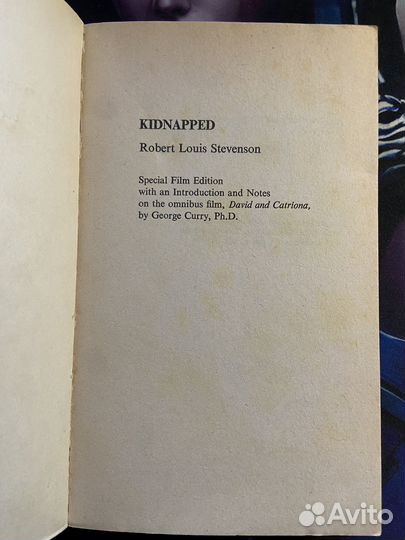 KIDNAPPED
Robert Louis Stevenson
Special Film Edition
with an Introduction and Notes
on the omnibus film, David and Catriona,
by George Curry, Ph.D.
Avito